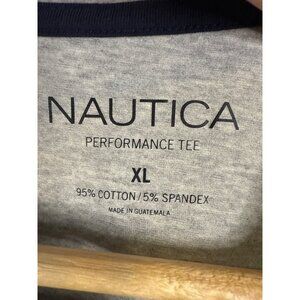 NAUTICA
PERFORMANCE TEE
XL
95% COTTON / 5% SPANDEX
MADE IN GUATEMALA